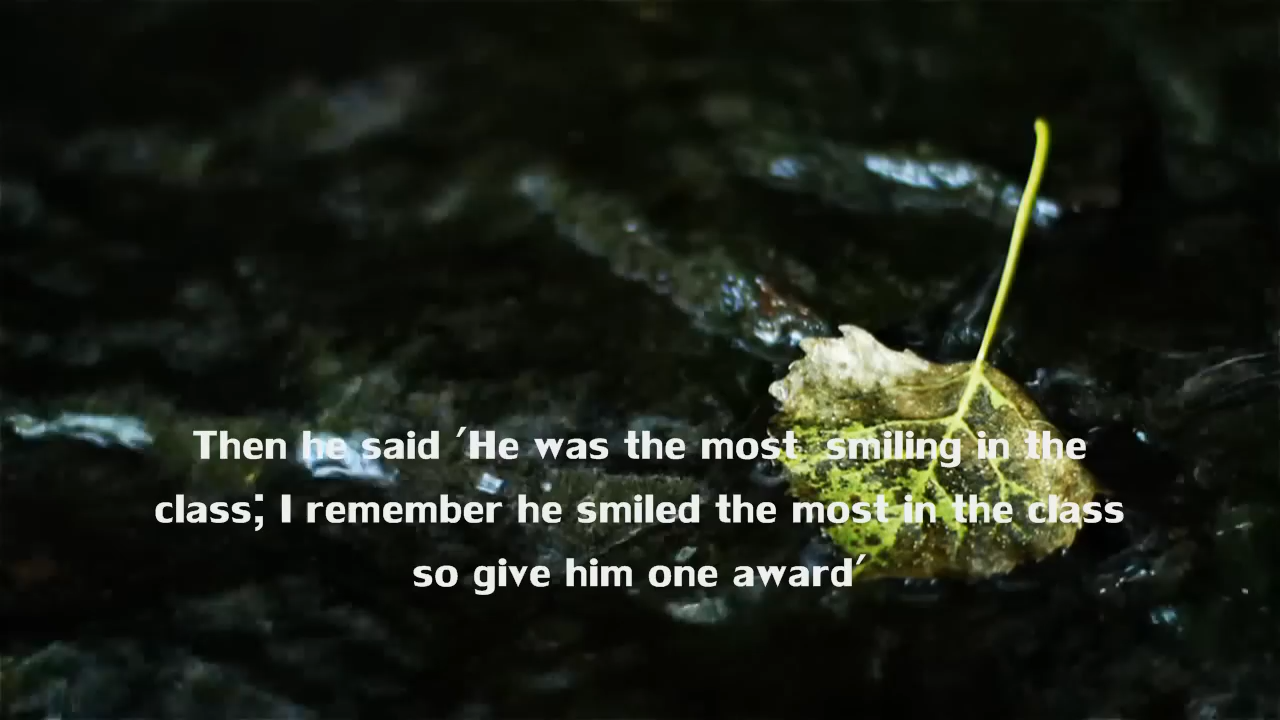 Then he said 'He was the most smiling in the
class; I remember he smiled the most in the class
so give him one award'